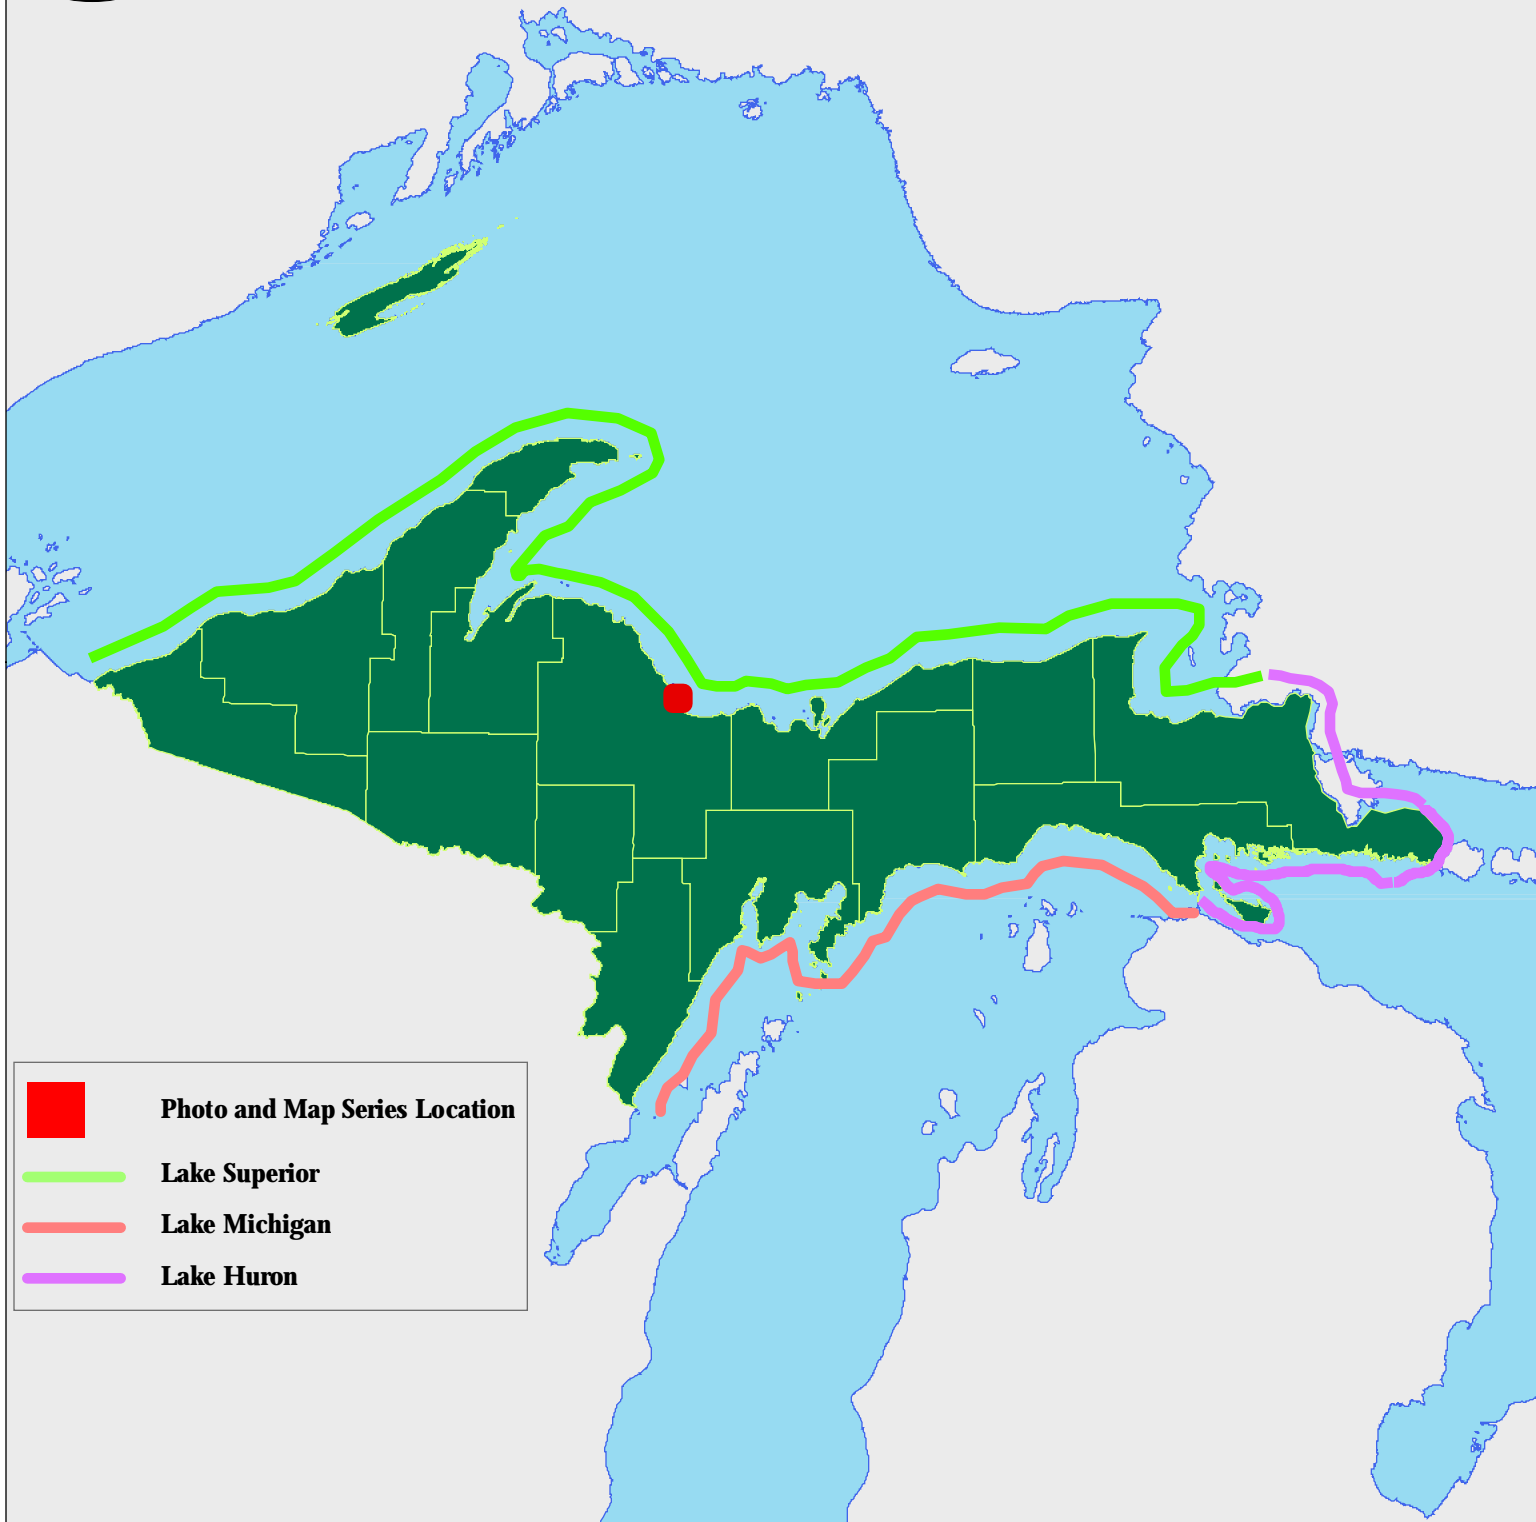 Photo and Map Series Location
Lake Superior
Lake Michigan
Lake Huron